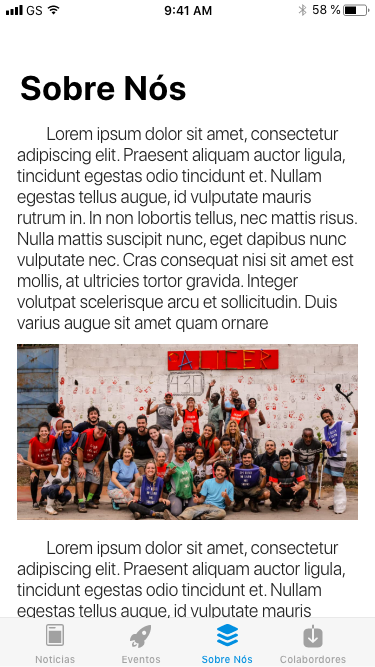 GS 9:41 AM 58 %
Sobre Nós
Lorem ipsum dolor sit amet, consectetur
adipiscing elit. Praesent aliquam auctor ligula,
tincidunt egestas odio tincidunt et. Nullam
egestas tellus augue, id vulputate mauris
rutrum in. In non lobortis tellus, nec mattis risus.
Nulla mattis suscipit nunc, eget dapibus nunc
vulputate nec. Cras consequat nisi sit amet est
mollis, at ultricies tortor gravida. Integer
volutpat scelerisque arcu et sollicitudin. Duis
varius augue sit amet quam ornare
ALTER
Lorem ipsum dolor sit amet, consectetur
adipiscing elit. Praesent aliquam auctor ligula,
tincidunt egestas odio tincidunt et. Nullam
egestas tellus augue, id vulputate mauris
Notícias Eventos Sobre Nós Colabordores